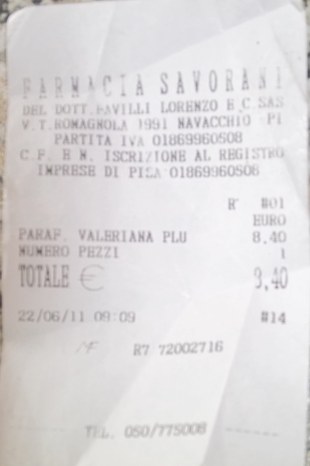 FARMACIA SAVORANI
DEL DOTT.PAVILLI LORENZO E C SAS
V.T.ROMAGNOLA 1991 NAVACCHIO PI
PARTITA IVA 01869960508
C.F. E N. ISCRIZIONE AL REGISTRO
IMPRESE DI PISA 01869960508
R #01
EURO
PARAF. VALERIANA PLU 8,40
NUMERO PEZZI 1
TOTALE € 8,40
22/06/11 09:09 #14
MF R7 72002716
TEL. 050/775008